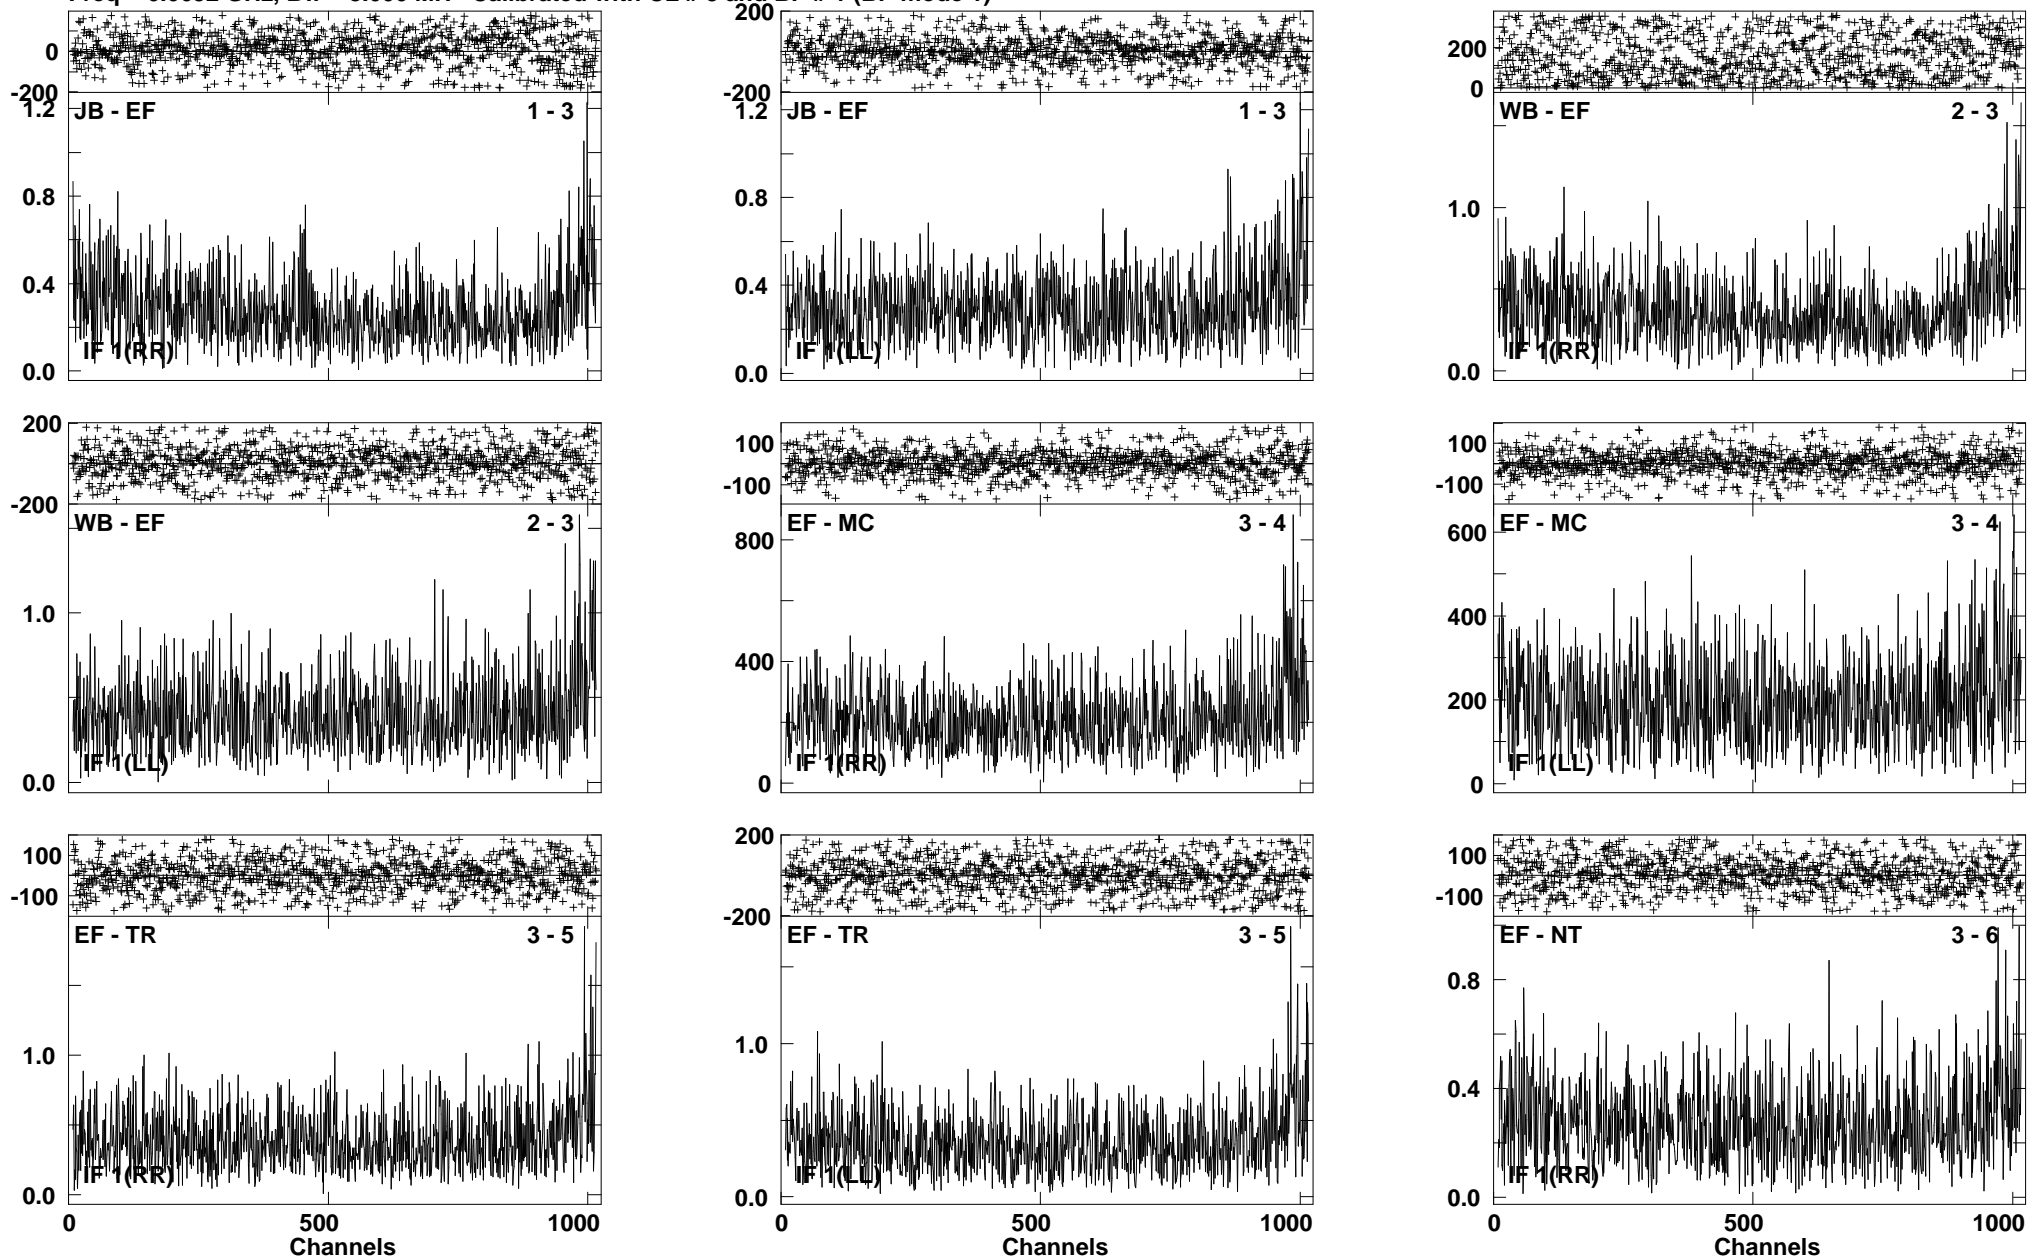 200
0
-200
JB - EF 1 - 3
1.2
0.8
0.4
0.0
IF 1(RR)
200
-200
JB - EF 1 - 3
1.2
0.8
0.4
0.0
IF 1(LL)
200
0
WB - EF 2 - 3
1.0
0.0
IF 1(RR)
200
-200
WB - EF 2 - 3
1.0
0.0
IF 1(LL)
100
-100
EF - MC 3 - 4
800
400
0
IF 1(RR)
100
-100
EF - MC 3 - 4
600
400
200
0
IF 1(LL)
100
-100
EF - TR 3 - 5
1.0
0.0
IF 1(RR)
0 500 1000
Channels
200
-200
EF - TR 3 - 5
1.0
0.0
IF 1(LL)
0 500 1000
Channels
100
-100
EF - NT 3 - 6
0.8
0.4
0.0
IF 1(RR)
0 500 1000
Channels